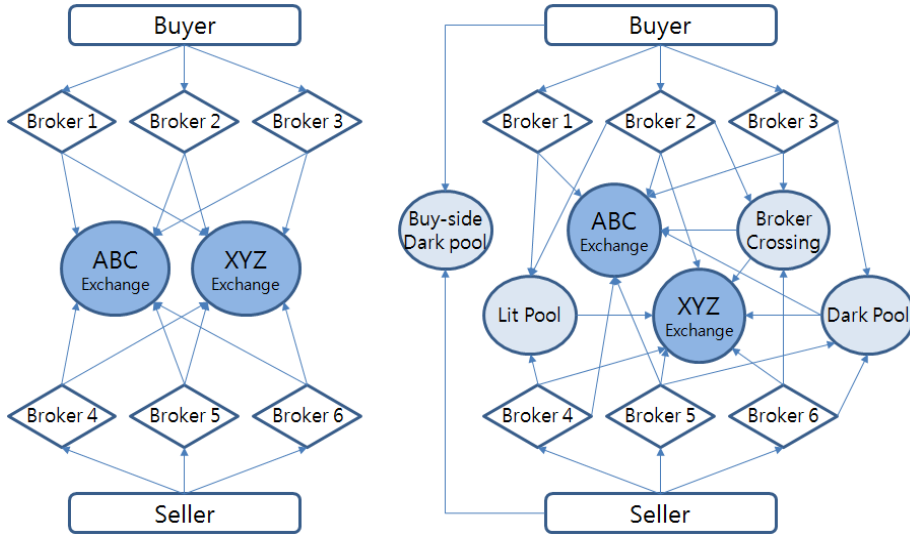 Buyer
Broker 1
Broker 2
Broker 3
ABC
Exchange
XYZ
Exchange
Broker 4
Broker 5
Broker 6
Seller
Buyer
Broker 1
Broker 2
Broker 3
Buy-side
Dark pool
ABC
Exchange
Broker
Crossing
Lit Pool
XYZ
Exchange
Dark Pool
Broker 4
Broker 5
Broker 6
Seller